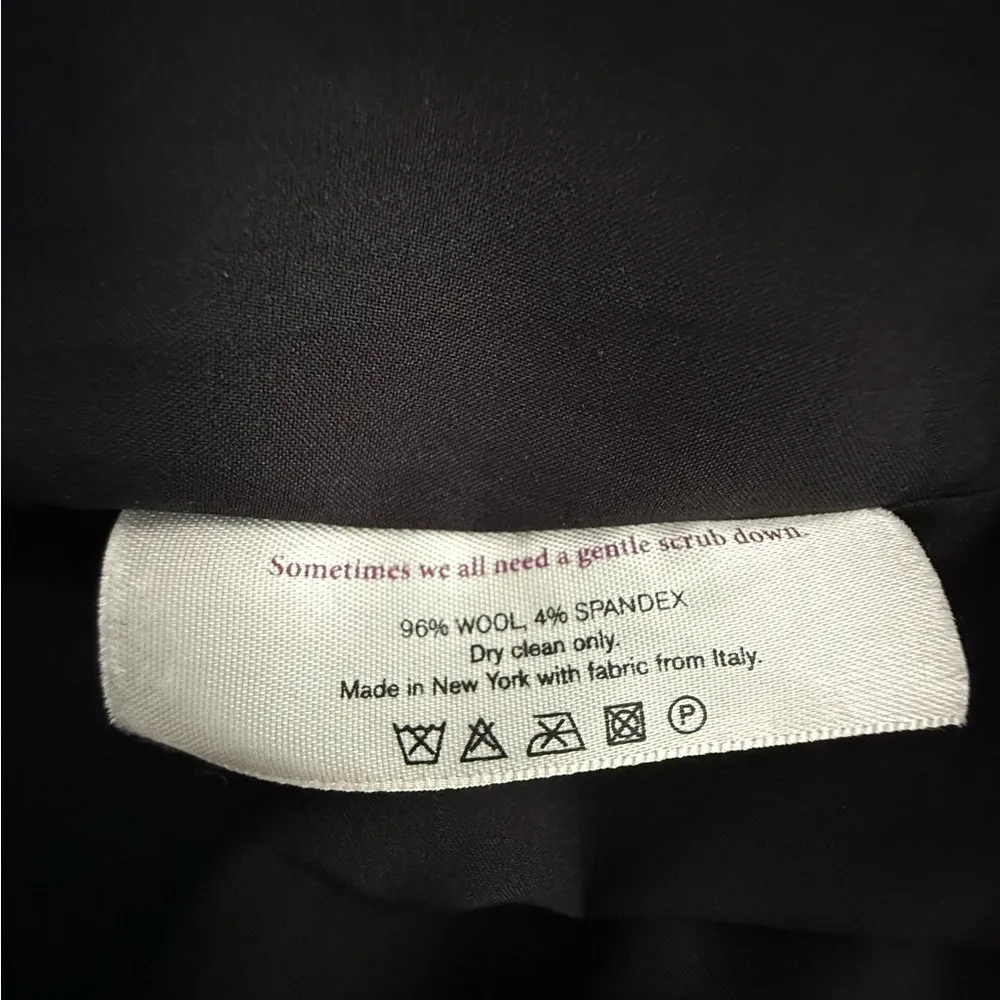 Sometimes we all need a gentle scrub down.
96% WOOL, 4% SPANDEX
Dry clean only.
Made in New York with fabric from Italy.
P